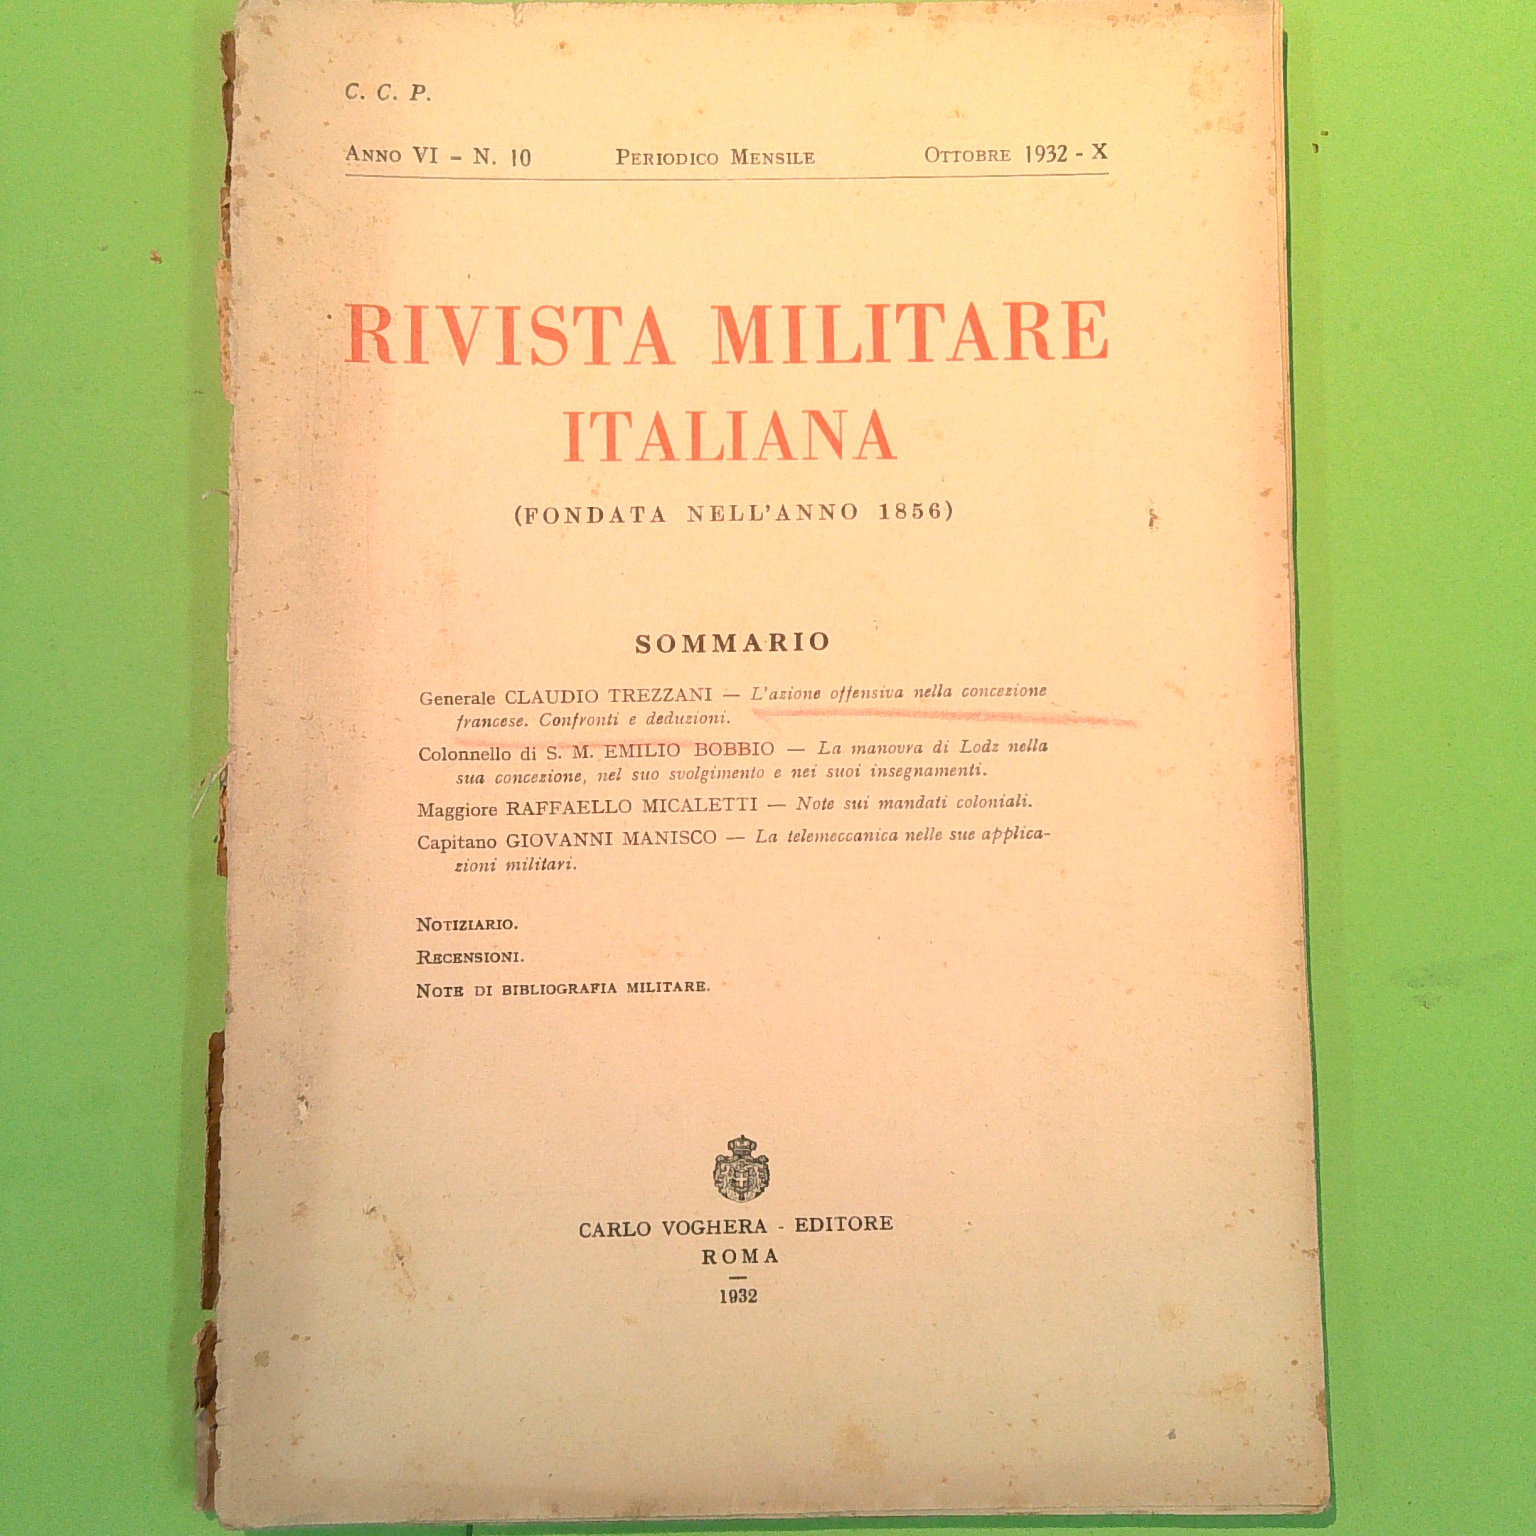 C. C. P.
ANNO VI - N. 10 PERIODICO MENSILE OTTOBRE 1932 - X
RIVISTA MILITARE
ITALIANA
(FONDATA NELL'ANNO 1856)
SOMMARIO
Generale CLAUDIO TREZZANI — L'azione offensiva nella concezione
francese. Confronti e deduzioni.
Colonnello di S. M. EMILIO BOBBIO — La manovra di Lodz nella
sua concezione, nel suo svolgimento e nei suoi insegnamenti.
Maggiore RAFFAELLO MICALETTI — Note sui mandati coloniali.
Capitano GIOVANNI MANISCO — La telemeccanica nelle sue applica-
zioni militari.
NOTIZIARIO.
RECENSIONI.
NOTE DI BIBLIOGRAFIA MILITARE.
CARLO VOGHERA - EDITORE
ROMA
1932